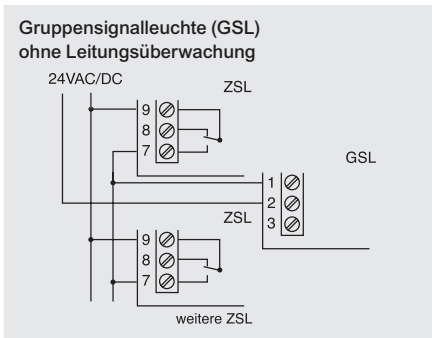 Gruppensignalleuchte (GSL)
ohne Leitungsüberwachung
24VAC/DC
ZSL
9
8
7
GSL
1
2
3
ZSL
9
8
7
weitere ZSL